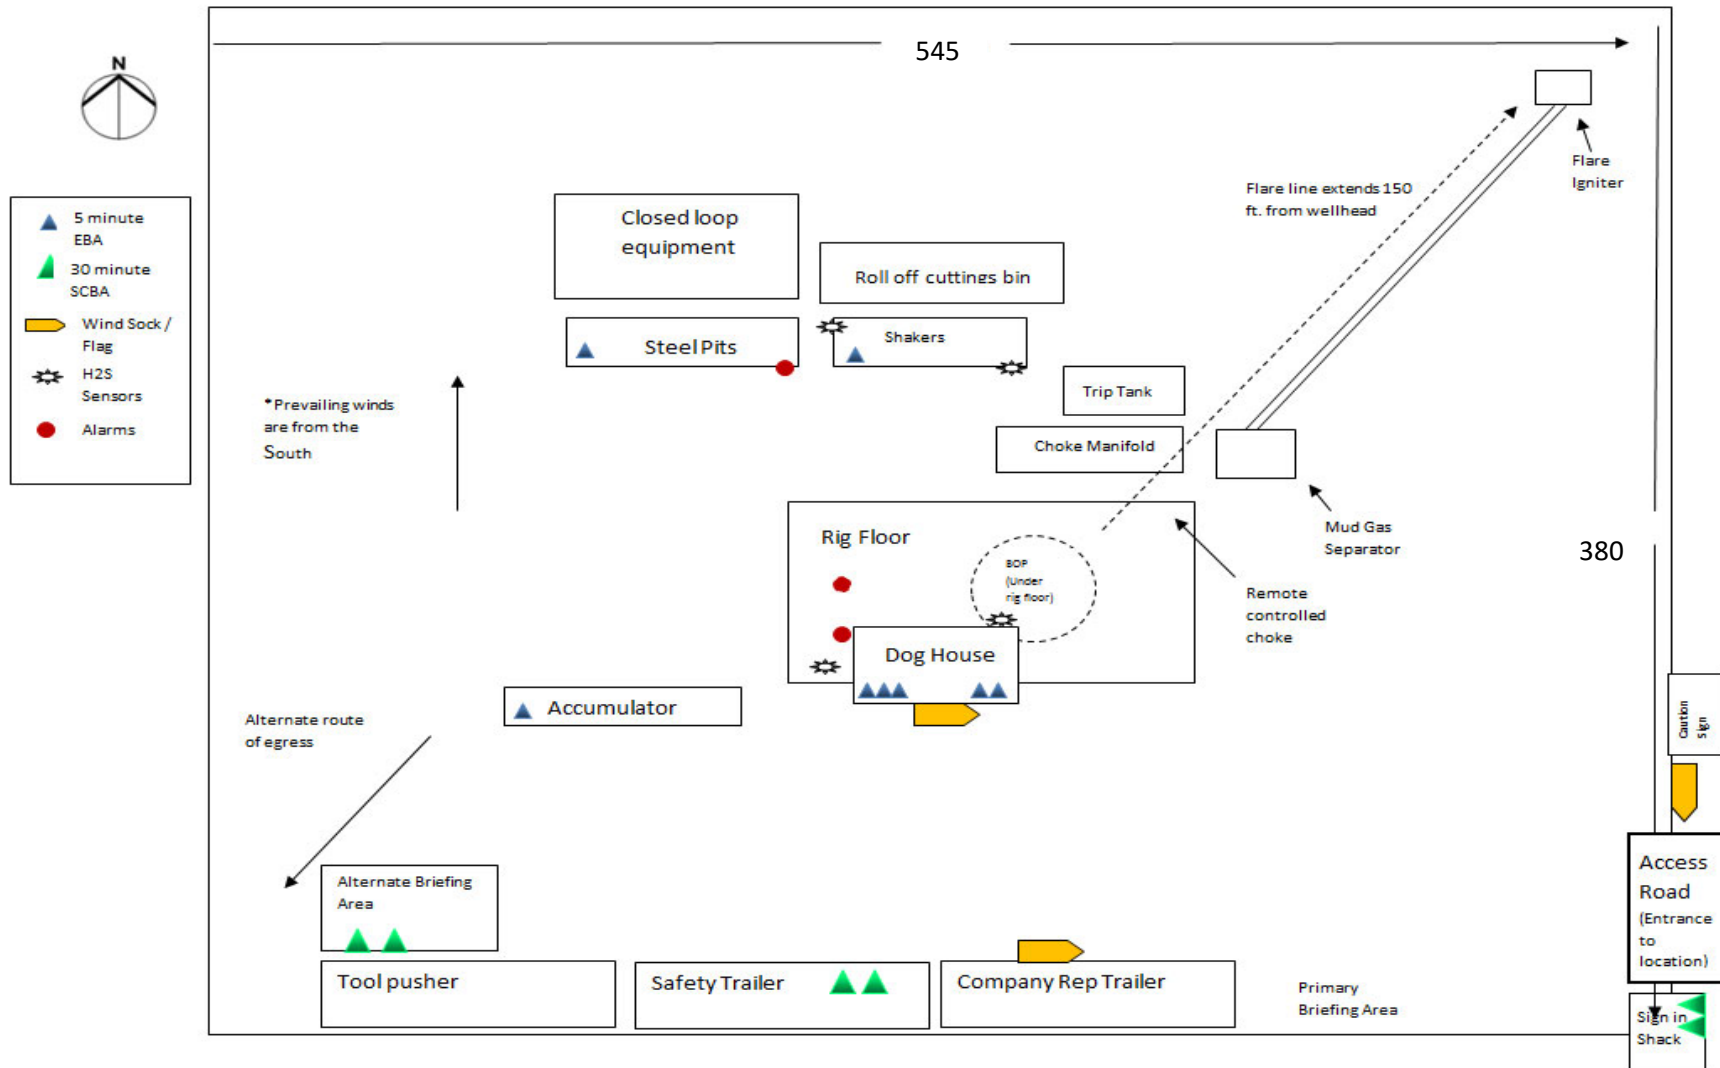 545
N
5 minute
EBA
30 minute
SCBA
Wind Sock /
Flag
H2S
Sensors
Alarms
Closed loop
equipment
Roll off cuttings bin
Steel Pits
Shakers
Trip Tank
Choke Manifold
Flare line extends 150
ft. from wellhead
Flare
Igniter
*Prevailing winds
are from the
South
Mud Gas
Separator
380
Rig Floor
BOP
(Under
rig floor)
Remote
controlled
choke
Dog House
Accumulator
Alternate route
of egress
Caution
Sign
Alternate Briefing
Area
Tool pusher
Safety Trailer
Company Rep Trailer
Primary
Briefing Area
Access
Road
(Entrance
to
location)
Sign in
Shack